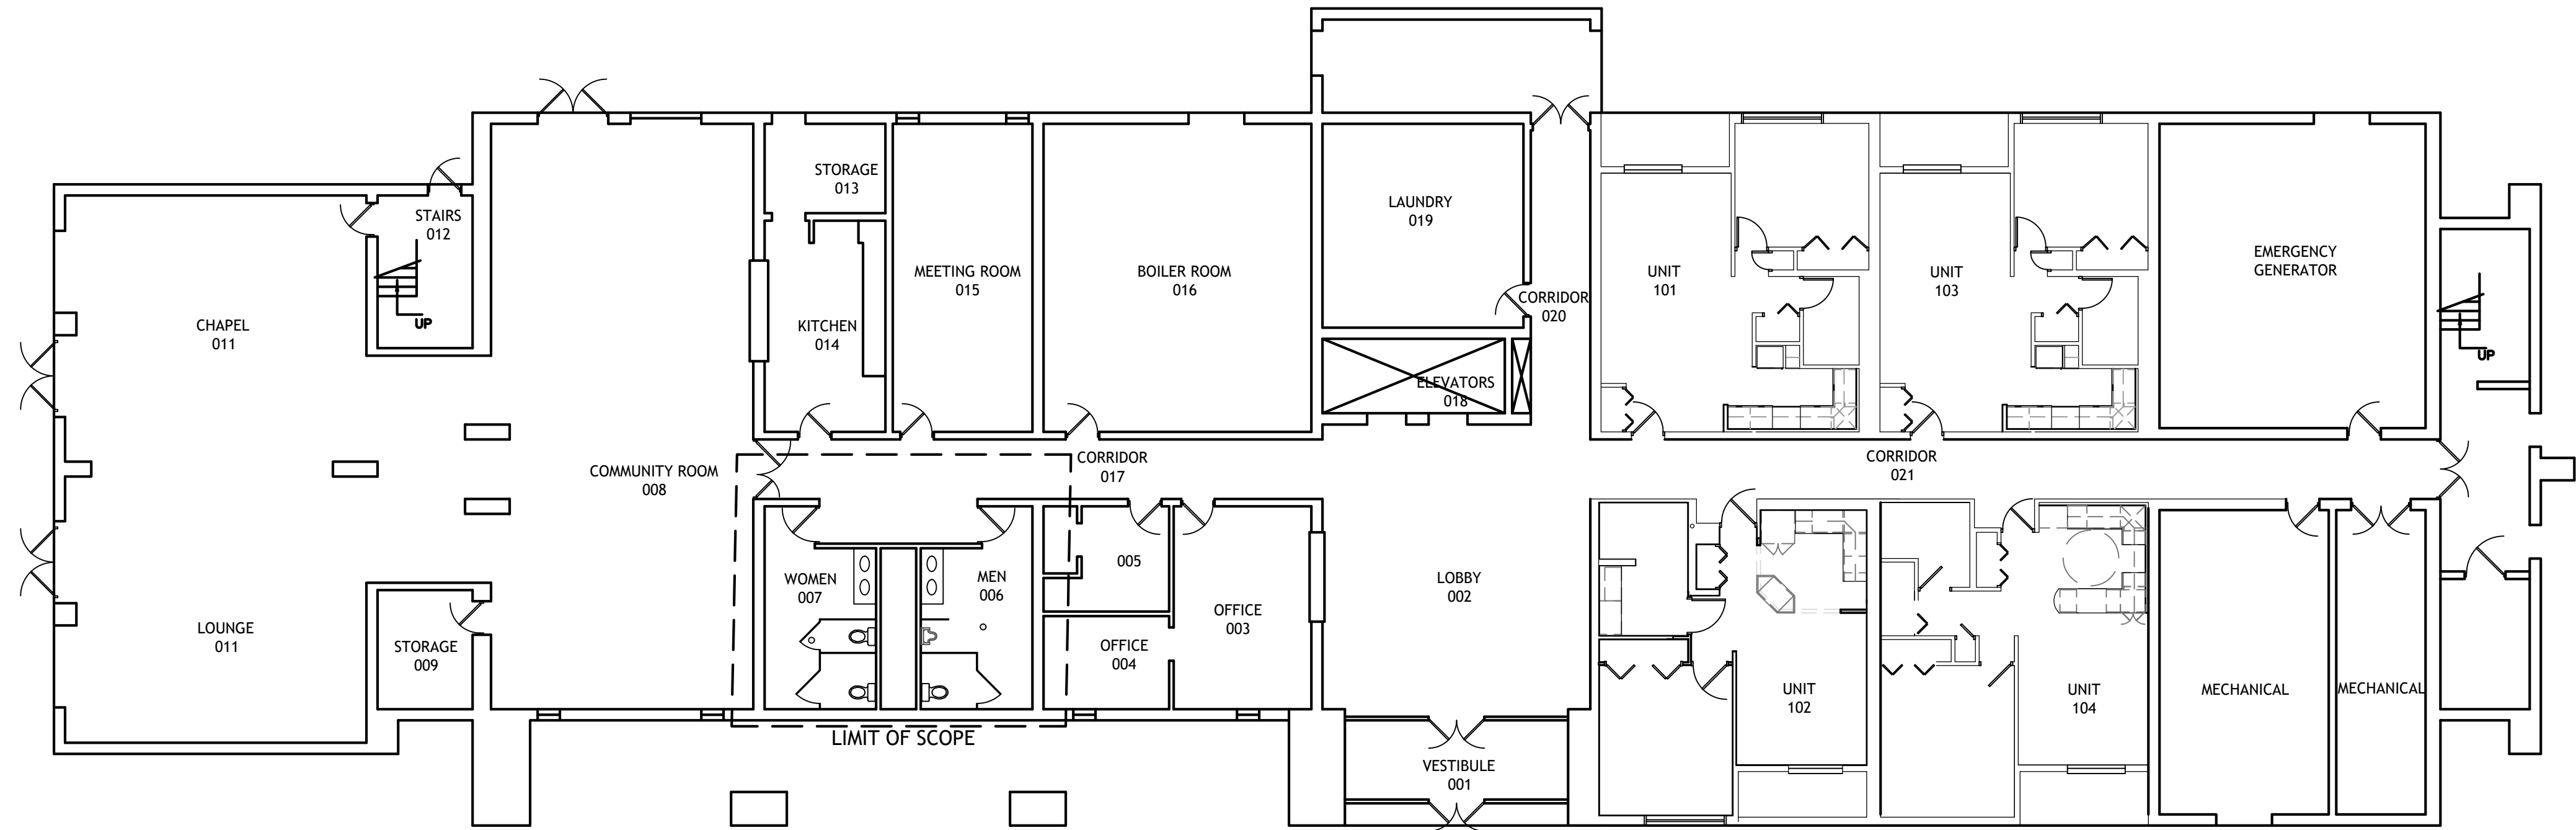 STORAGE
013
STAIRS
012
LAUNDRY
019
EMERGENCY
GENERATOR
MEETING ROOM
015
BOILER ROOM
016
UNIT
101
UNIT
103
CORRIDOR
020
CHAPEL
011
UP
KITCHEN
014
UP
ELEVATORS
018
COMMUNITY ROOM
008
CORRIDOR
017
CORRIDOR
021
WOMEN
007
MEN
006
005
LOBBY
002
OFFICE
003
LOUNGE
011
STORAGE
009
OFFICE
004
UNIT
102
UNIT
104
MECHANICAL
MECHANICAL
LIMIT OF SCOPE
VESTIBULE
001